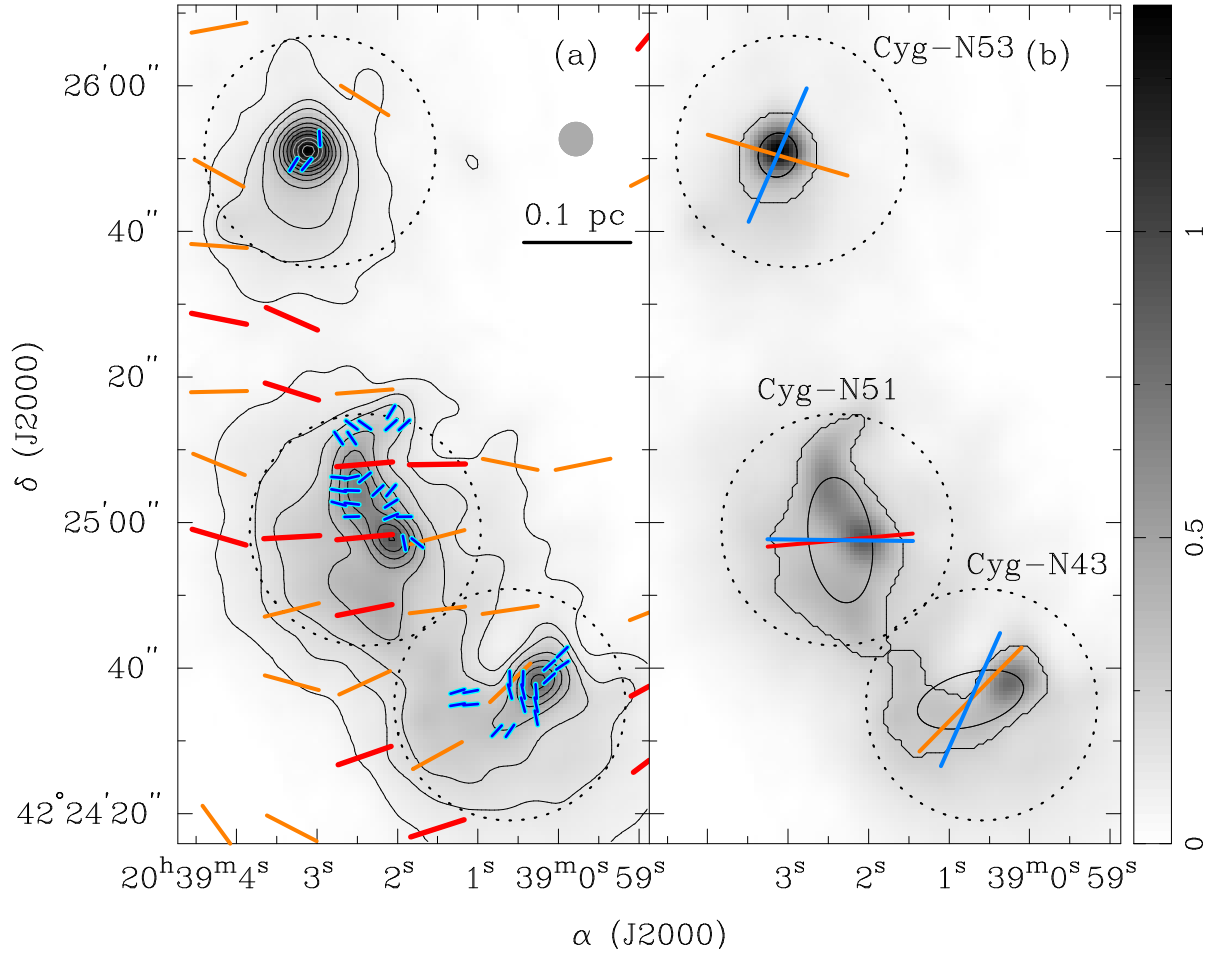 (a)
Cyg-N53 (b)
26'00"
0.1 pc
40"
1
20"
Cyg-N51
δ (J2000)
25'00"
0.5
Cyg-N43
40"
42°24'20"
0
20ʰ39ᵐ4ˢ 3ˢ 2ˢ 1ˢ 39ᵐ0ˢ 59ˢ
3ˢ 2ˢ 1ˢ 39ᵐ0ˢ 59ˢ
α (J2000)